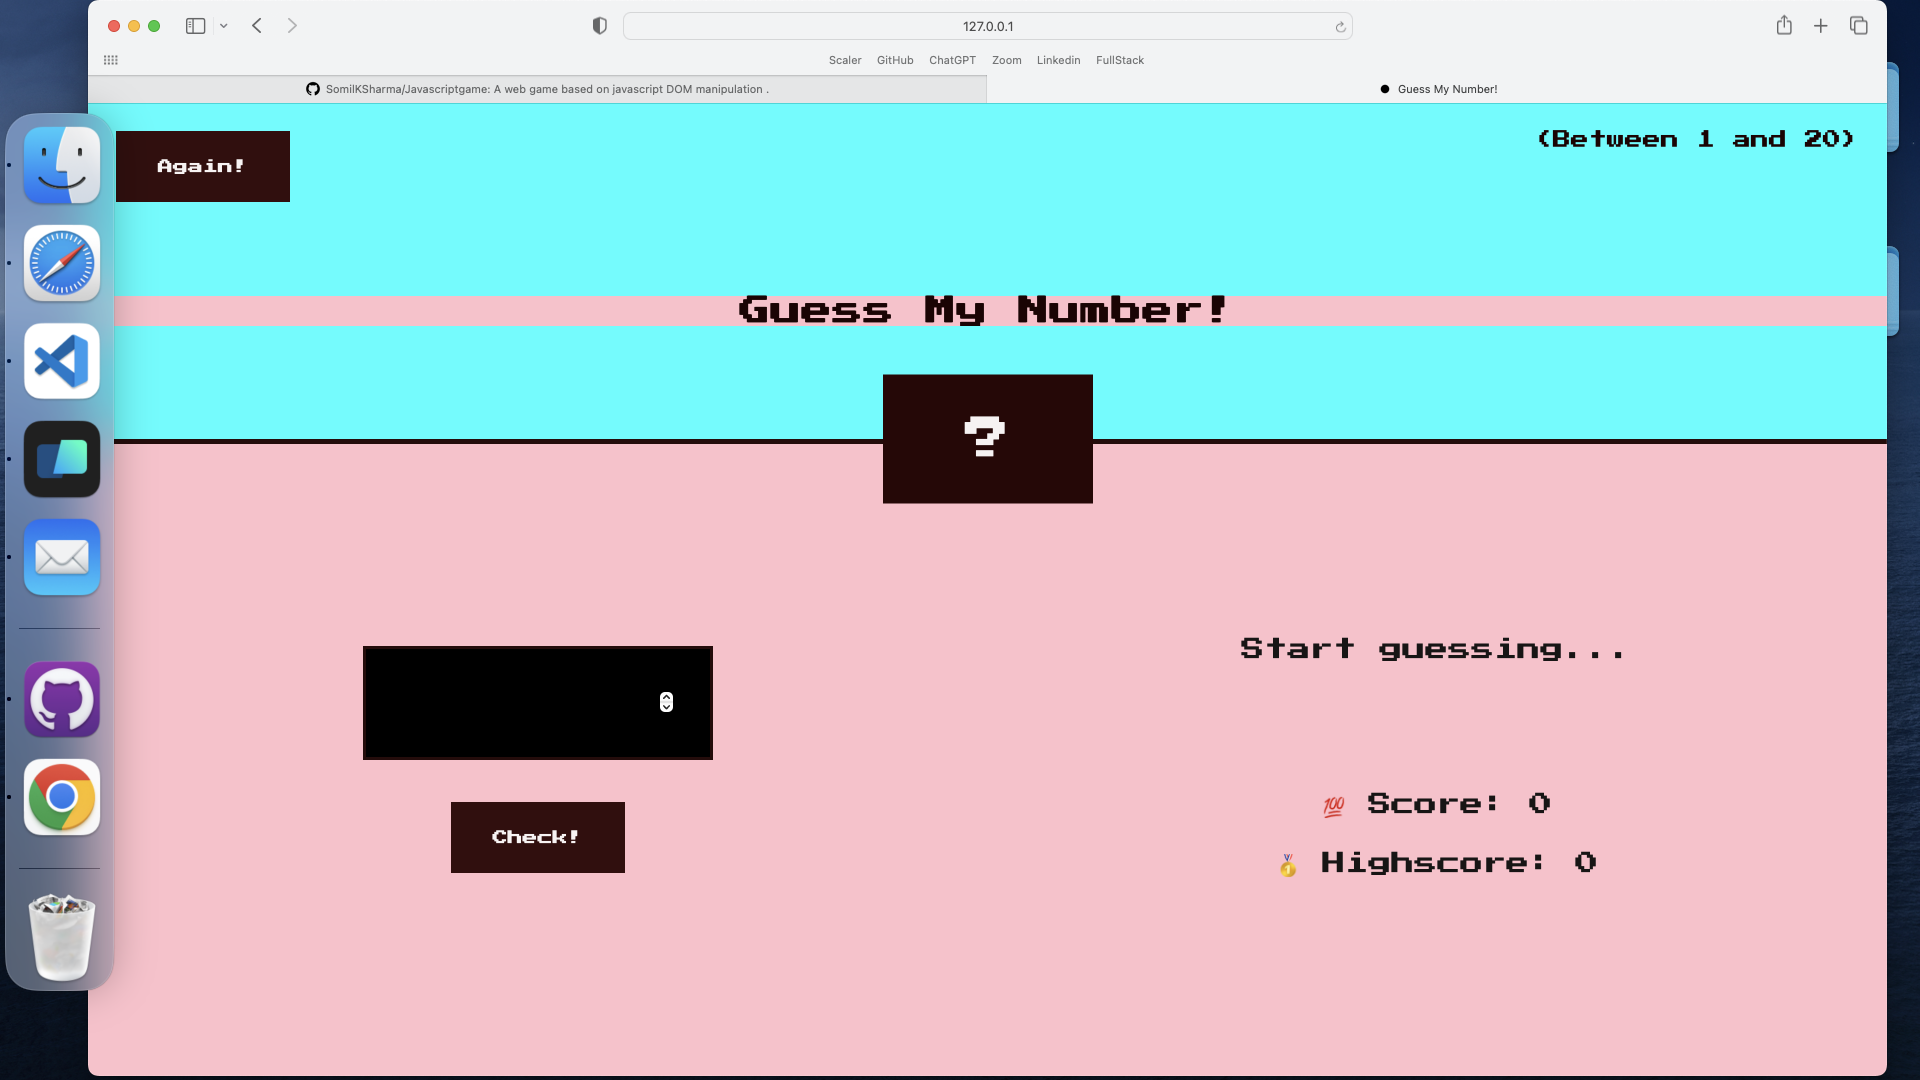 127.0.0.1
Scaler GitHub ChatGPT Zoom Linkedin FullStack
SomilKSharma/Javascriptgame: A web game based on javascript DOM manipulation .
Guess My Number!
Again!
(Between 1 and 20)
Guess My Number!
?
Start guessing...
💯 Score: 0
Check!
🥇 Highscore: 0